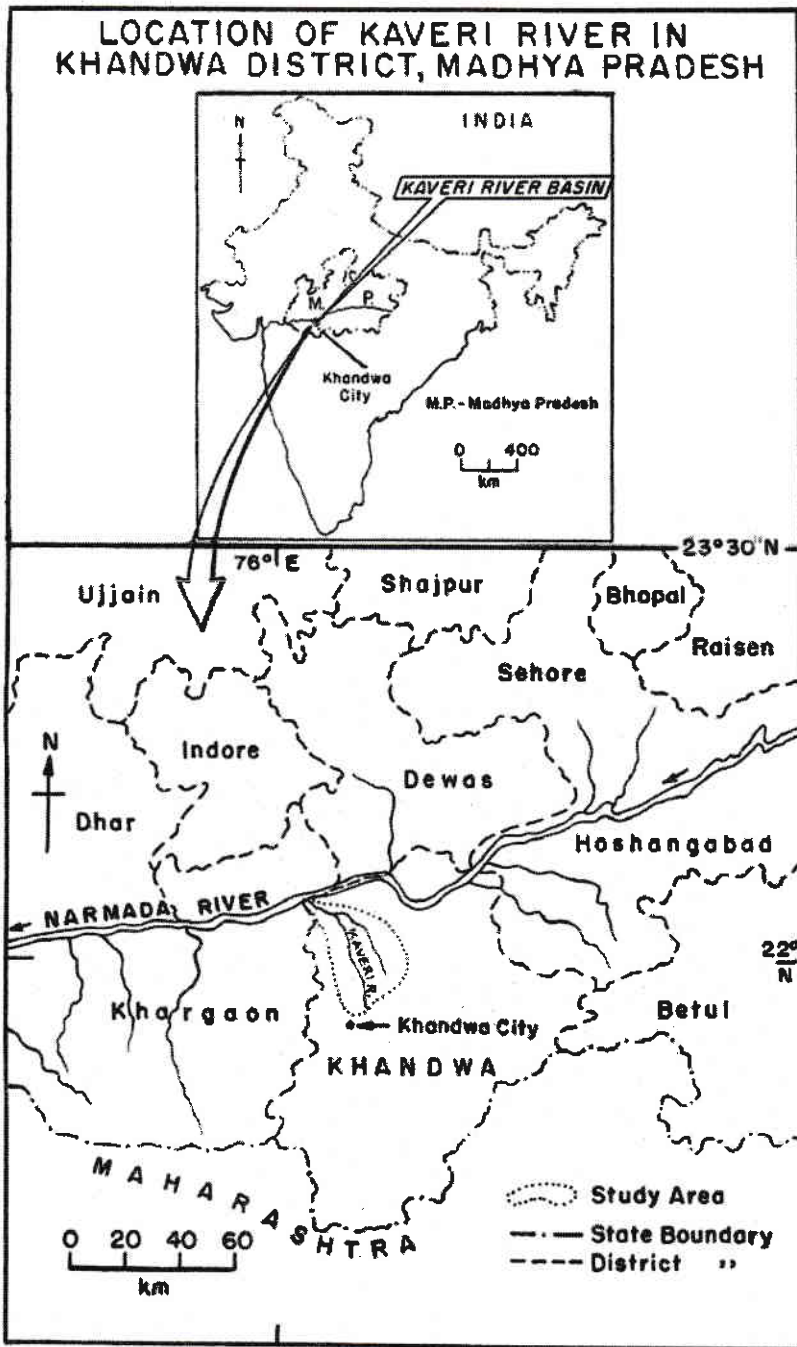 LOCATION OF KAVERI RIVER IN
KHANDWA DISTRICT, MADHYA PRADESH
N
INDIA
KAVERI RIVER BASIN
M.
P.
Khandwa
City
M.P.- Madhya Pradesh
0 400
km
76° E
23°30'N
Ujjain
Shajpur
Bhopal
Raisen
Sehore
N
Indore
Dewas
Dhar
Hoshangabad
NARMADA RIVER
KAVERI R.
22°
N
Khargaon
Khandwa City
Betul
KHANDWA
MAHARASHTRA
Study Area
State Boundary
District "
0 20 40 60
km